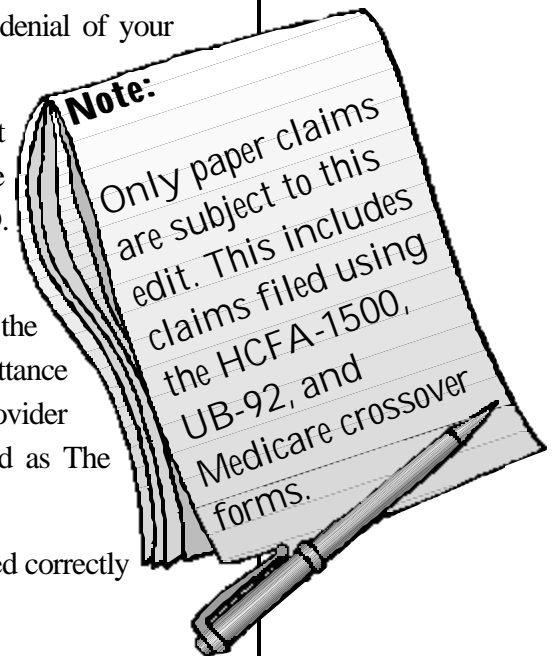 denial of your
t
e
).
the
ttance
ovider
d as The
ed correctly
Note:
Only paper claims
are subject to this
edit. This includes
claims filed using
the HCFA-1500,
UB-92, and
Medicare crossover
forms.